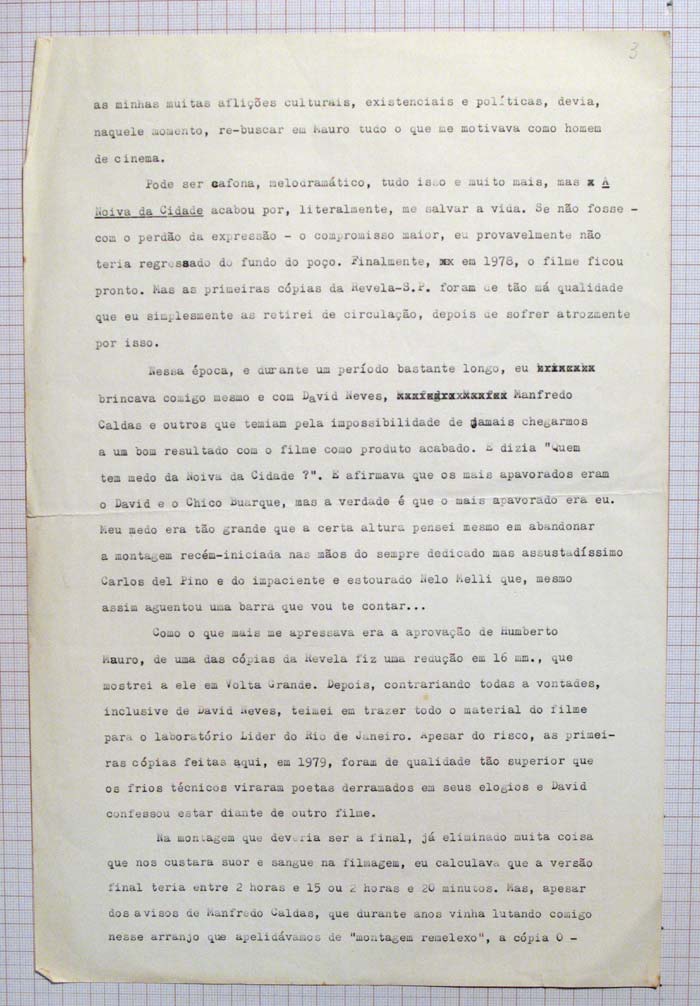 3
as minhas muitas aflições culturais, existenciais e políticas, devia,
naquele momento, re-buscar em Mauro tudo o que me motivava como homem
de cinema.
Pode ser cafona, melodramático, tudo isso e muito mais, mas x A
Noiva da Cidade acabou por, literalmente, me salvar a vida. Se não fosse -
com o perdão da expressão - o compromisso maior, eu provavelmente não
teria regressado do fundo do poço. Finalmente, xx em 1978, o filme ficou
pronto. Mas as primeiras cópias da Revela-S.P. foram de tão má qualidade
que eu simplesmente as retirei de circulação, depois de sofrer atrozmente
por isso.
Nessa época, e durante um período bastante longo, eu
brincava comigo mesmo e com David Neves, Manfredo
Caldas e outros que temiam pela impossibilidade de jamais chegarmos
a um bom resultado com o filme como produto acabado. E dizia "Quem
tem medo da Noiva da Cidade ?". E afirmava que os mais apavorados eram
o David e o Chico Buarque, mas a verdade é que o mais apavorado era eu.
Meu medo era tão grande que a certa altura pensei mesmo em abandonar
a montagem recém-iniciada nas mãos do sempre dedicado mas assustadíssimo
Carlos del Pino e do impaciente e estourado Nelo Melli que, mesmo
assim aguentou uma barra que vou te contar...
Como o que mais me apressava era a aprovação de Humberto
Mauro, de uma das cópias da Revela fiz uma redução em 16 mm., que
mostrei a ele em Volta Grande. Depois, contrariando todas a vontades,
inclusive de David Neves, teimei em trazer todo o material do filme
para o laboratório Lider do Rio de Janeiro. Apesar do risco, as primei-
ras cópias feitas aqui, em 1979, foram de qualidade tão superior que
os frios técnicos viraram poetas derramados em seus elogios e David
confessou estar diante de outro filme.
Na montagem que deveria ser a final, já eliminado muita coisa
que nos custara suor e sangue na filmagem, eu calculava que a versão
final teria entre 2 horas e 15 ou 2 horas e 20 minutos. Mas, apesar
dos avisos de Manfredo Caldas, que durante anos vinha lutando comigo
nesse arranjo que apelidávamos de "montagem remelexo", a cópia 0 -